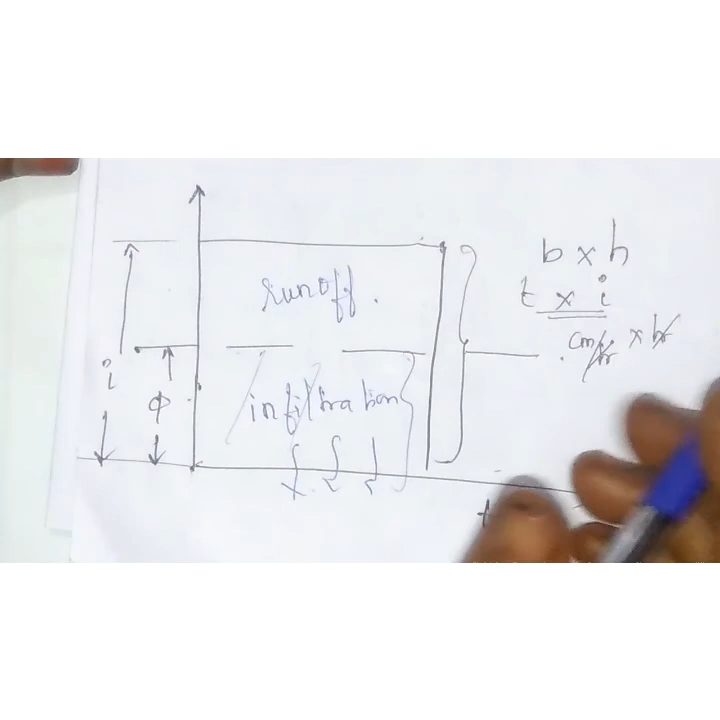 b x h
runoff.
t x i
cm/hr x hr
i
φ
infiltration
t